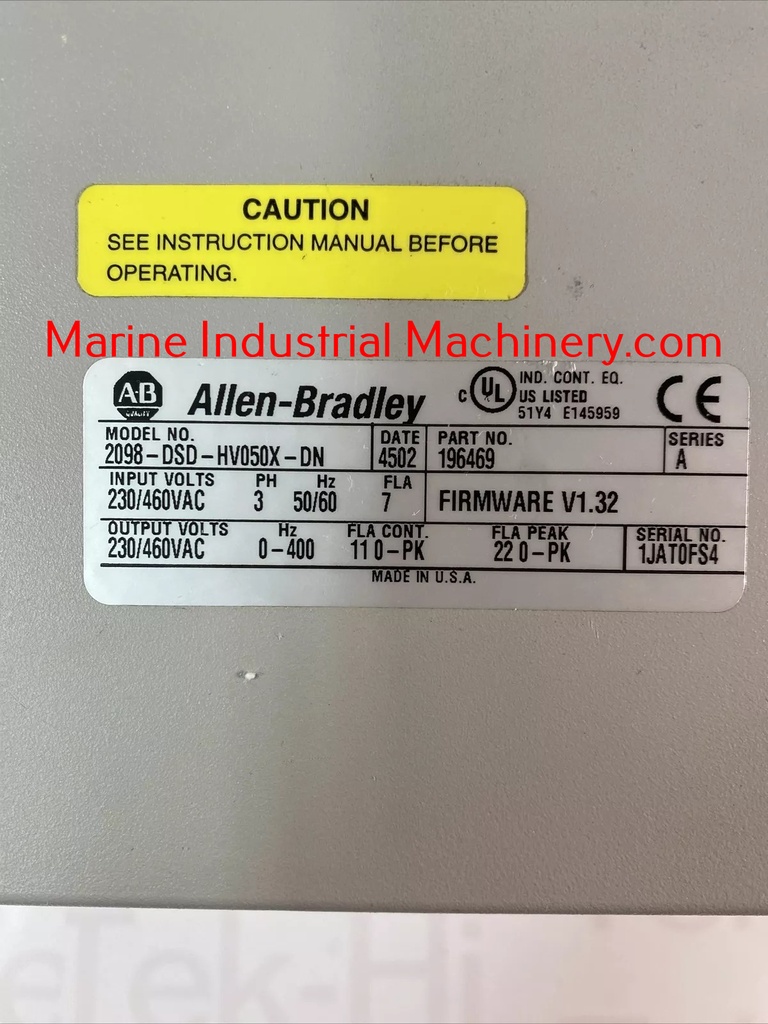 CAUTION
SEE INSTRUCTION MANUAL BEFORE
OPERATING.
Marine Industrial Machinery.com
A-B QUALITY Allen-Bradley C UL US LISTED IND. CONT. EQ. 51Y4 E145959 CE
MODEL NO. DATE PART NO. SERIES
2098-DSD-HV050X-DN 4502 196469 A
INPUT VOLTS PH Hz FLA
230/460VAC 3 50/60 7 FIRMWARE V1.32
OUTPUT VOLTS Hz FLA CONT. FLA PEAK SERIAL NO.
230/460VAC 0-400 11 0-PK 22 0-PK 1JAT0FS4
MADE IN U.S.A.
eTek-Hi